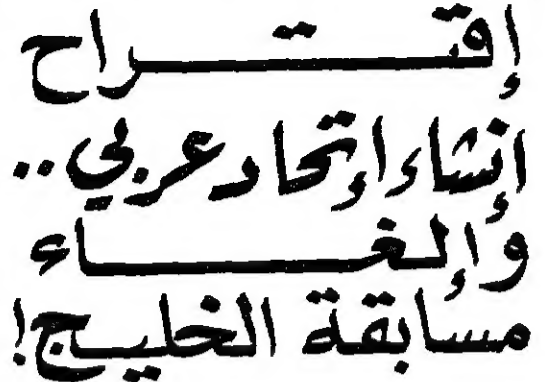 إقتراح
إنشاء إتحاد عربي ..
وإلغاء
مسابقة الخليج!